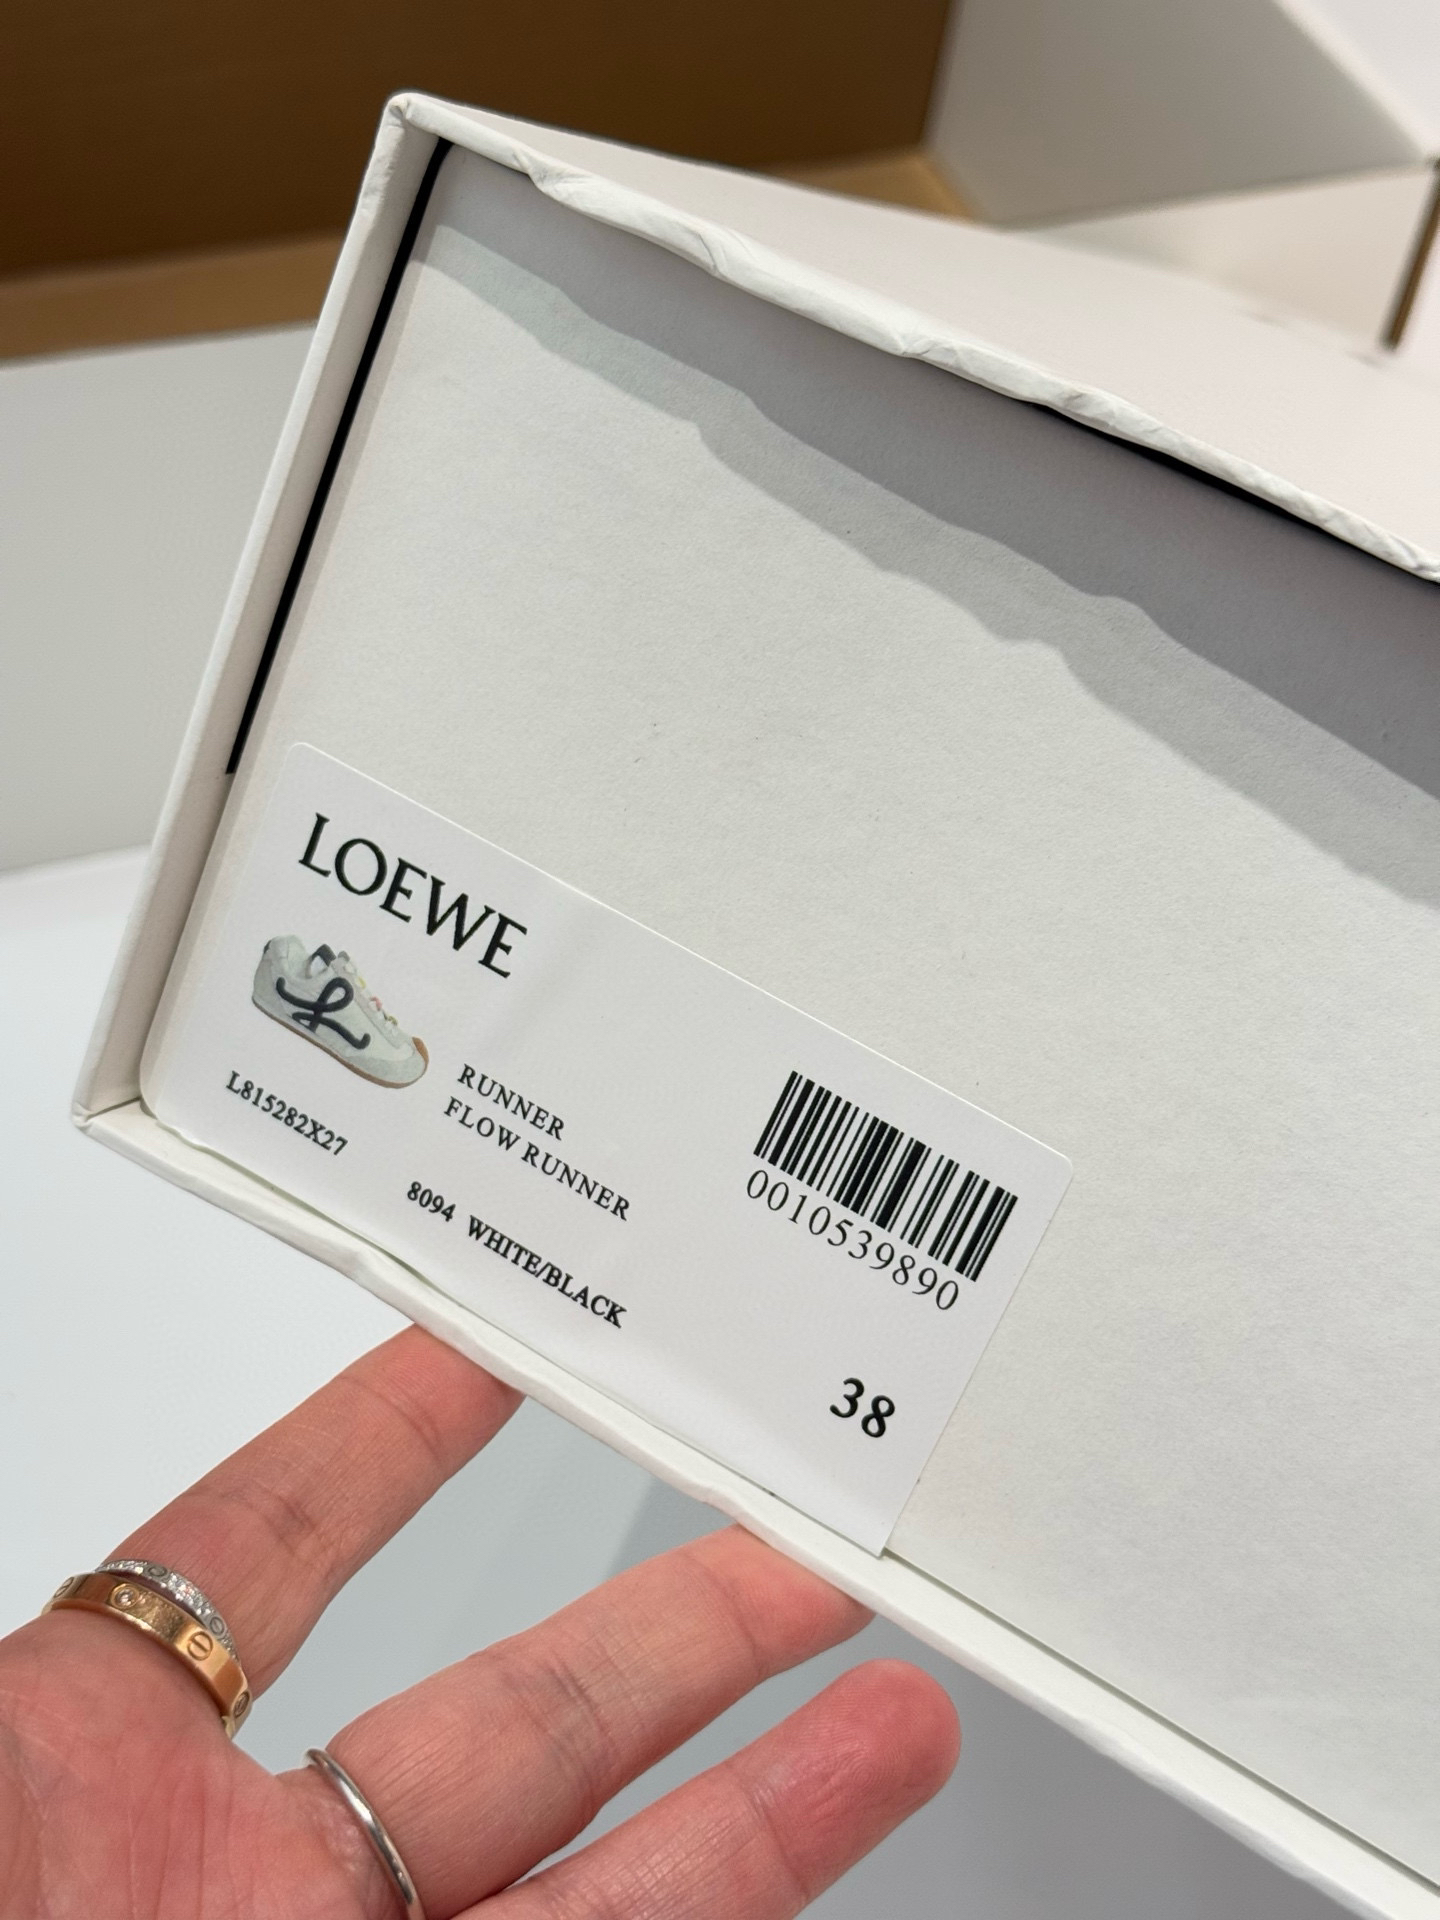 LOEWE
L815282X27
RUNNER
FLOW RUNNER
8094 WHITE/BLACK
0010539890
38